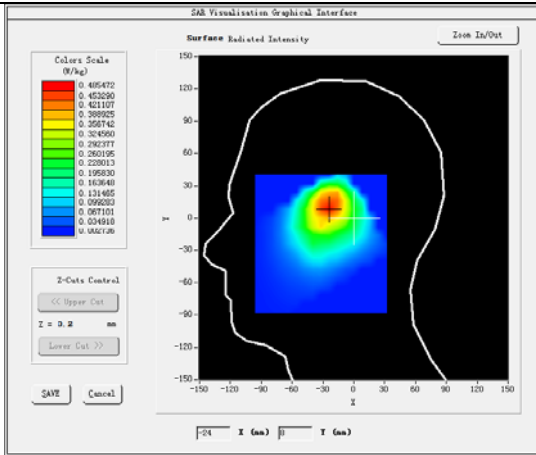 SAR Visualisation Graphical Interface
Surface Radiated Intensity
Zoom In/Out
Colors Scale
(W/kg)
0.485472
0.453290
0.421107
0.388925
0.356742
0.324560
0.292377
0.260195
0.228013
0.195830
0.163648
0.131465
0.099283
0.067101
0.034918
0.002736
150
120
90
60
30
0
-30
-60
-90
-120
-150
Y
-150 -120 -90 -60 -30 0 30 60 90 120 150
X
Z-Cuts Control
<< Upper Cut
Z = 3.2 mm
Lower Cut >>
SAVE Cancel
-24 X (mm) 8 Y (mm)